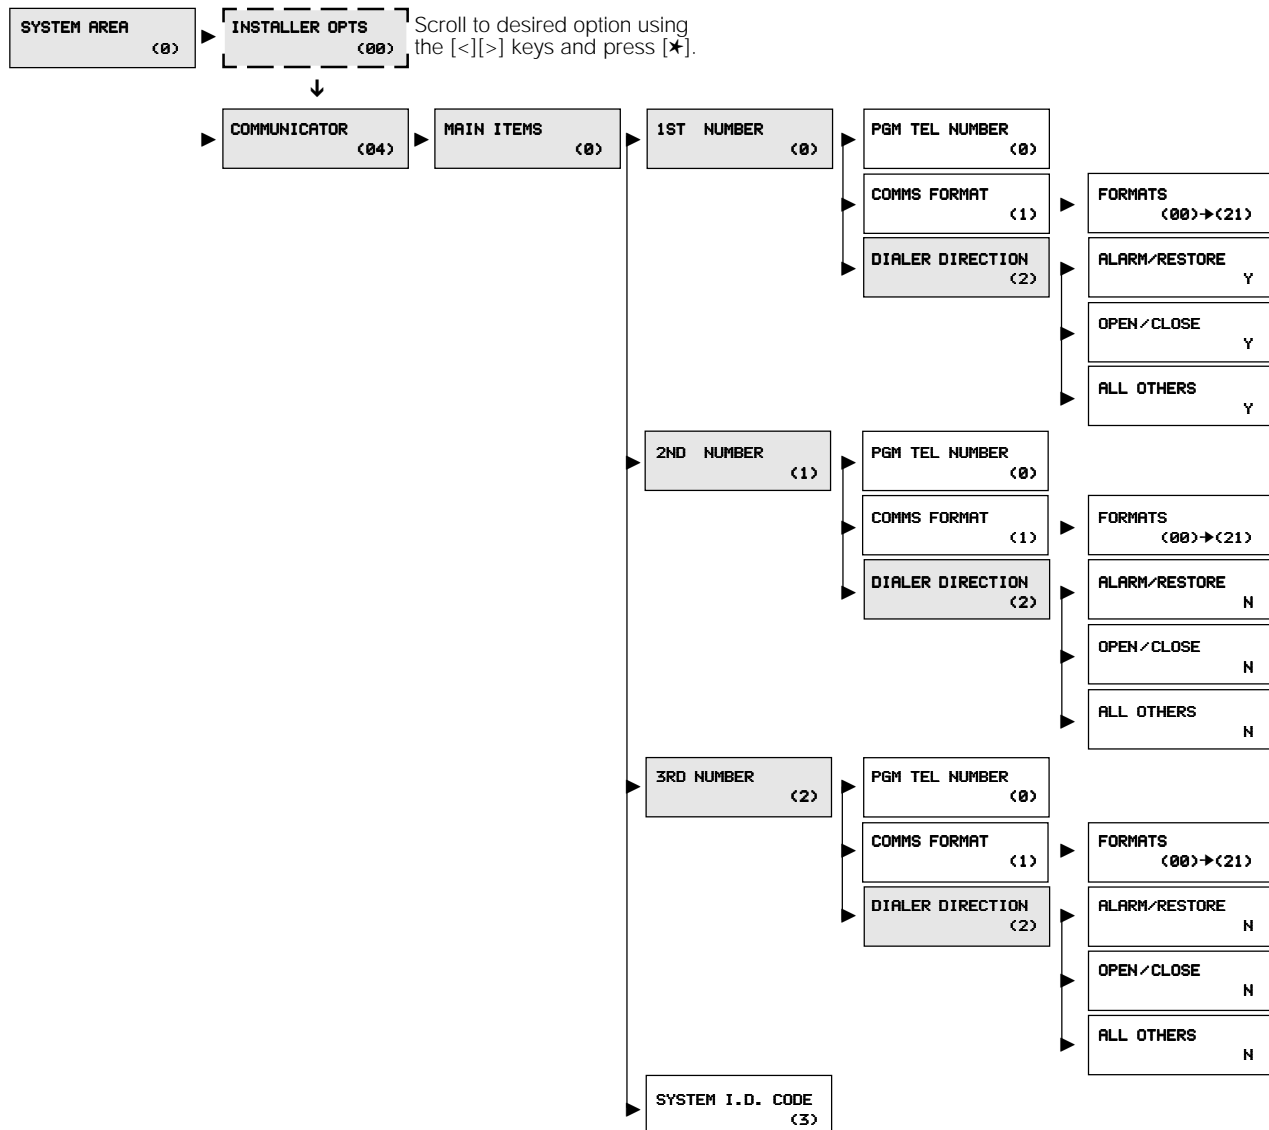 SYSTEM AREA
(0)
INSTALLER OPTS
(00)
Scroll to desired option using
the [<][>] keys and press [★].
COMMUNICATOR
(04)
MAIN ITEMS
(0)
1ST NUMBER
(0)
PGM TEL NUMBER
(0)
COMMS FORMAT
(1)
FORMATS
(00)→(21)
DIALER DIRECTION
(2)
ALARM/RESTORE
Y
OPEN/CLOSE
Y
ALL OTHERS
Y
2ND NUMBER
(1)
PGM TEL NUMBER
(0)
COMMS FORMAT
(1)
FORMATS
(00)→(21)
DIALER DIRECTION
(2)
ALARM/RESTORE
N
OPEN/CLOSE
N
ALL OTHERS
N
3RD NUMBER
(2)
PGM TEL NUMBER
(0)
COMMS FORMAT
(1)
FORMATS
(00)→(21)
DIALER DIRECTION
(2)
ALARM/RESTORE
N
OPEN/CLOSE
N
ALL OTHERS
N
SYSTEM I.D. CODE
(3)